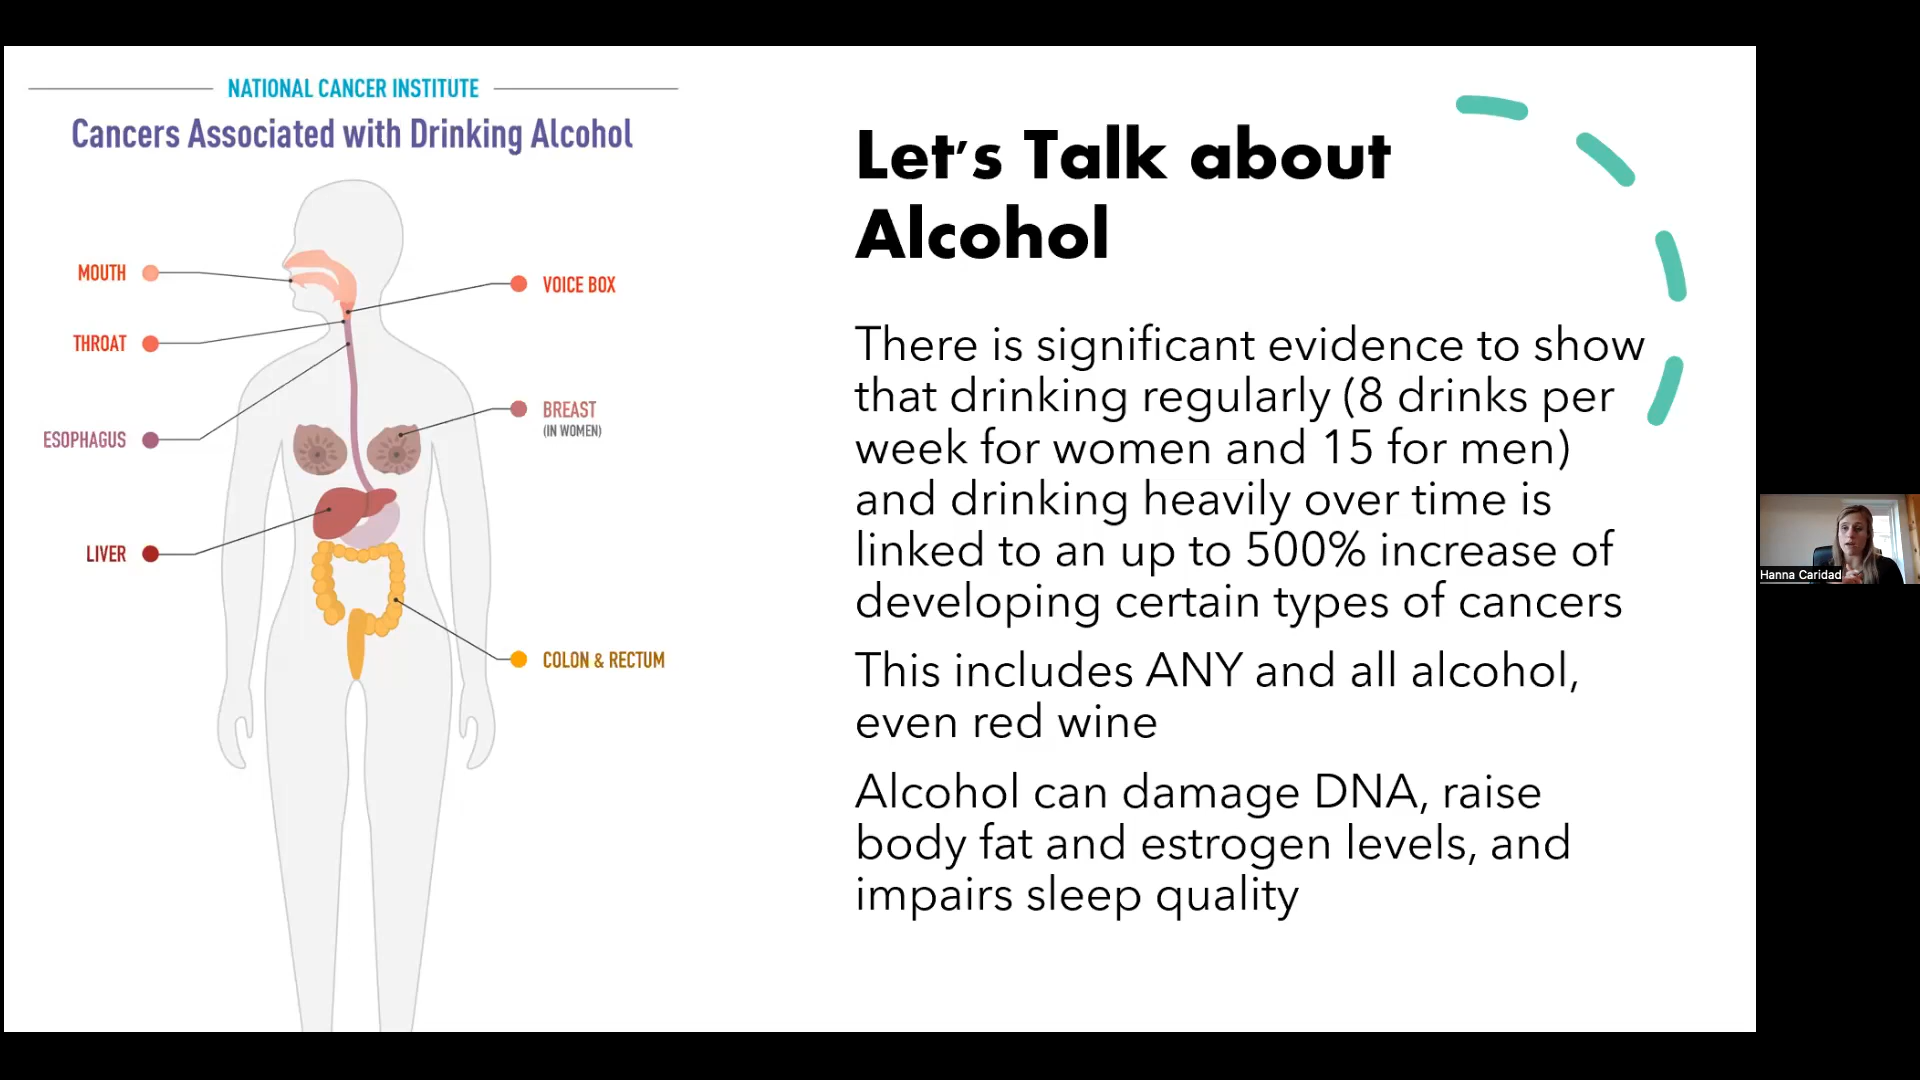 NATIONAL CANCER INSTITUTE
Cancers Associated with Drinking Alcohol
MOUTH
THROAT
ESOPHAGUS
LIVER
VOICE BOX
BREAST
(IN WOMEN)
COLON & RECTUM
Let's Talk about
Alcohol
There is significant evidence to show
that drinking regularly (8 drinks per
week for women and 15 for men)
and drinking heavily over time is
linked to an up to 500% increase of
developing certain types of cancers
This includes ANY and all alcohol,
even red wine
Alcohol can damage DNA, raise
body fat and estrogen levels, and
impairs sleep quality
Hanna Caridad